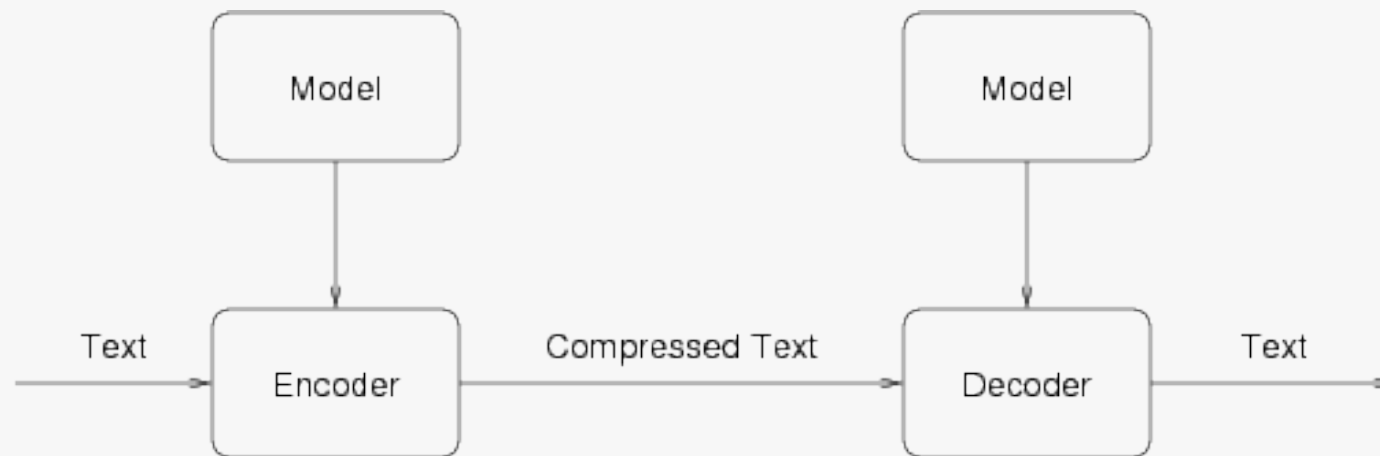 Model
Model
Text
Compressed Text
Text
Encoder
Decoder